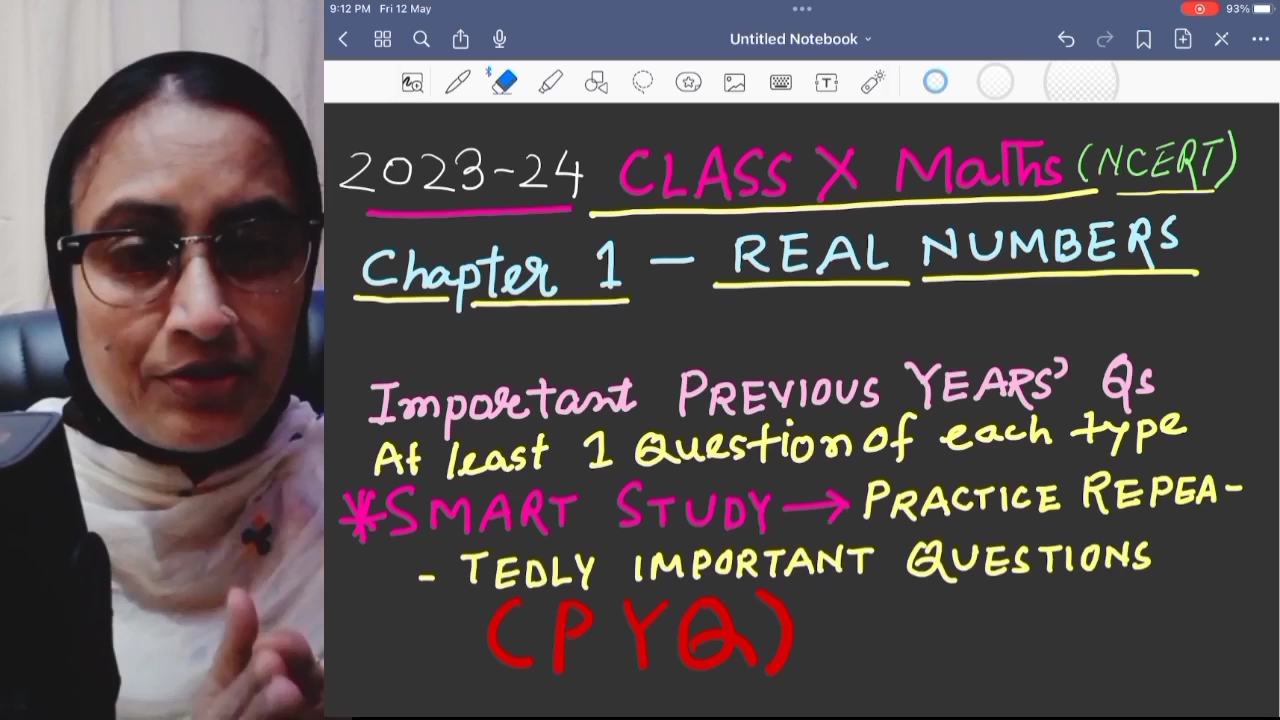 9:12 PM Fri 12 May
93%
Untitled Notebook
T
2023-24 CLASS X Maths (NCERT)
Chapter 1 - REAL NUMBERS
Important PREVIOUS YEARS' Qs
At least 1 Question of each type
*SMART STUDY → PRACTICE REPEA-
- TEDLY IMPORTANT QUESTIONS
(PYQ)